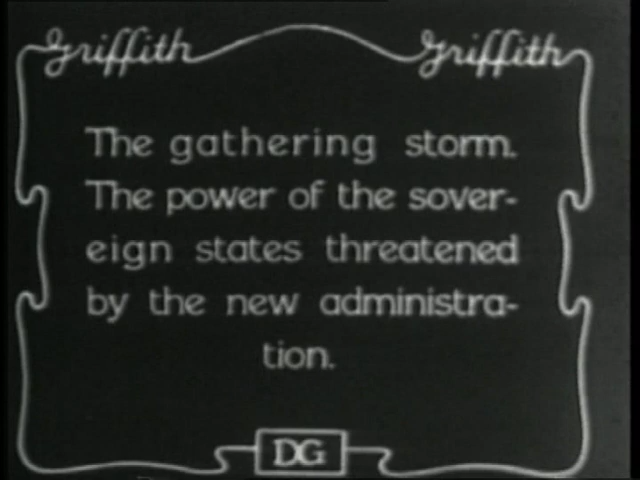 Griffith Griffith
The gathering storm.
The power of the sover-
eign states threatened
by the new administra-
tion.
DG